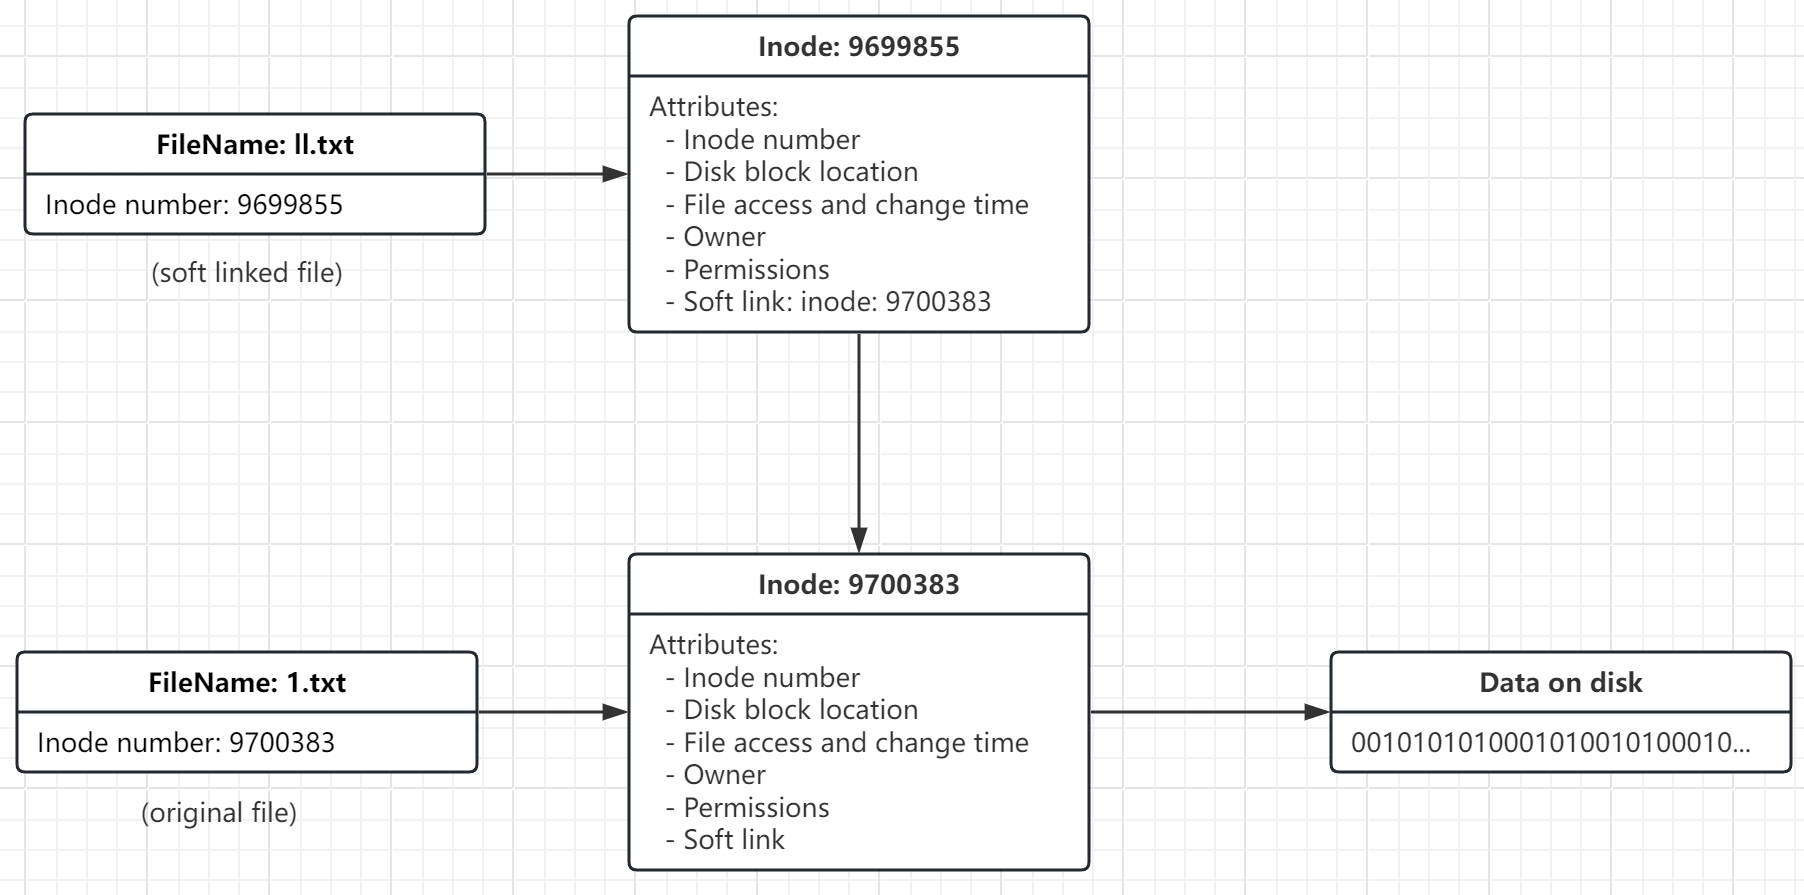 Inode: 9699855
Attributes:
- Inode number
- Disk block location
- File access and change time
- Owner
- Permissions
- Soft link: inode: 9700383
FileName: ll.txt
Inode number: 9699855
(soft linked file)
Inode: 9700383
Attributes:
- Inode number
- Disk block location
- File access and change time
- Owner
- Permissions
- Soft link
FileName: 1.txt
Inode number: 9700383
(original file)
Data on disk
0010101010001010010100010...